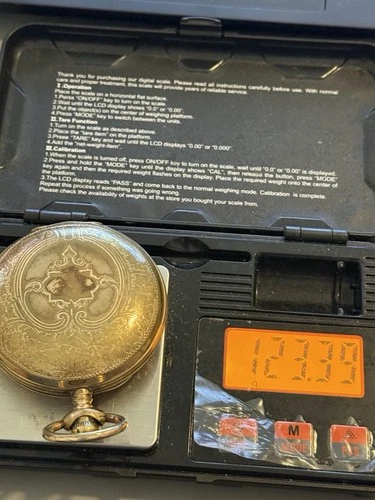 Thank you for purchasing our digital scale. Please read all instructions carefully before use. With normal
care and proper treatment, this scale will provide years of reliable service.
I .Operation
Place the scale on a horizontal flat surface.
1.Press "ON/OFF" key to turn on the scale.
2.Wait until the LCD display shows "0.0" or "0.00".
3.Put the object(s) on the center of weighing platform.
4.Press "MODE" key to switch between the units.
II.Tare Function
1.Turn on the scale as described above.
2.Place the "tare item" on the platform.
3.Press "TARE" key and wait until the LCD displays "0.00" or "0.000"
4.Add the "net-weight-item".
III.Calibration
1.When the scale is turned off, press ON/OFF key to turn on the scale, wait until "0.0" or "0.00" is displayed.
2.Press and hold the "MODE" key until the display shows "CAL", then release the button, press "MODE"
key again and then the required weight flashes on the display. Place the required weight onto the center of
the platform.
3.The LCD display reads "PASS" and come back to the normal weighing mode. Calibration is complete.
Repeat this process if something was going wrong.
Please check the availability of weights at the store you bought your scale from.
M